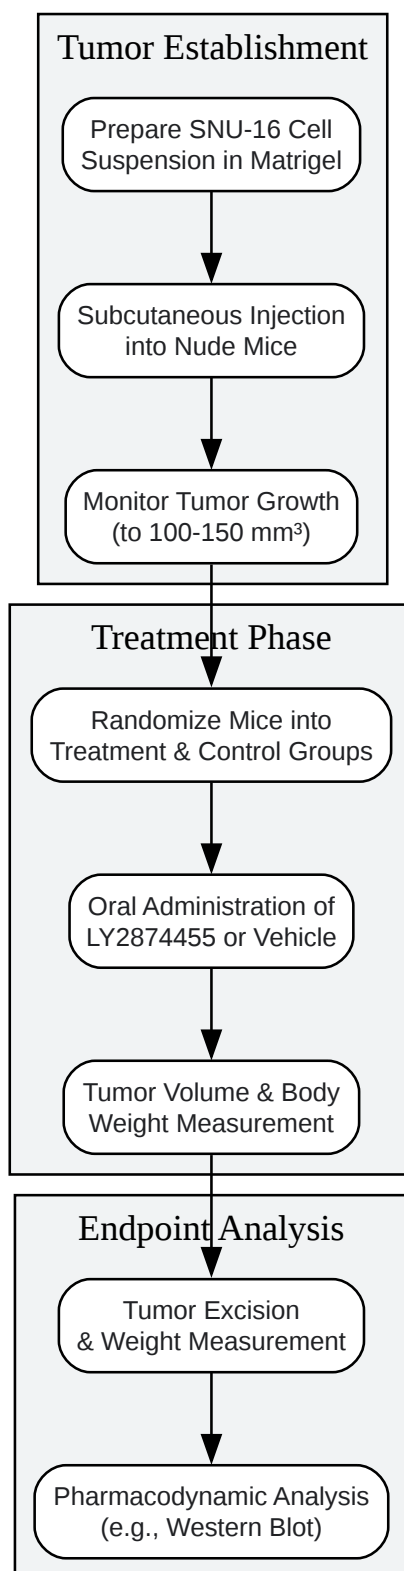 Tumor Establishment
Prepare SNU-16 Cell
Suspension in Matrigel
Subcutaneous Injection
into Nude Mice
Monitor Tumor Growth
(to 100-150 mm³)
Treatment Phase
Randomize Mice into
Treatment & Control Groups
Oral Administration of
LY2874455 or Vehicle
Tumor Volume & Body
Weight Measurement
Endpoint Analysis
Tumor Excision
& Weight Measurement
Pharmacodynamic Analysis
(e.g., Western Blot)